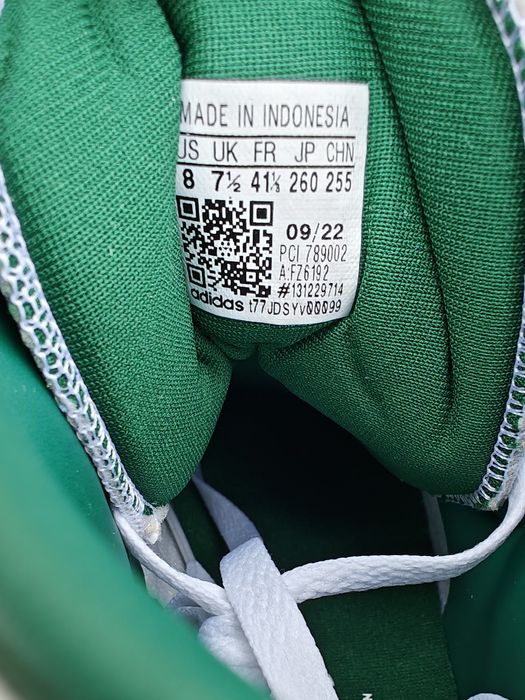 MADE IN INDONESIA
US UK FR JP CHN
8 7½ 41⅓ 260 255
09/22
PCI 789002
A:FZ6192
#131229714
adidas t77JDSYv00099